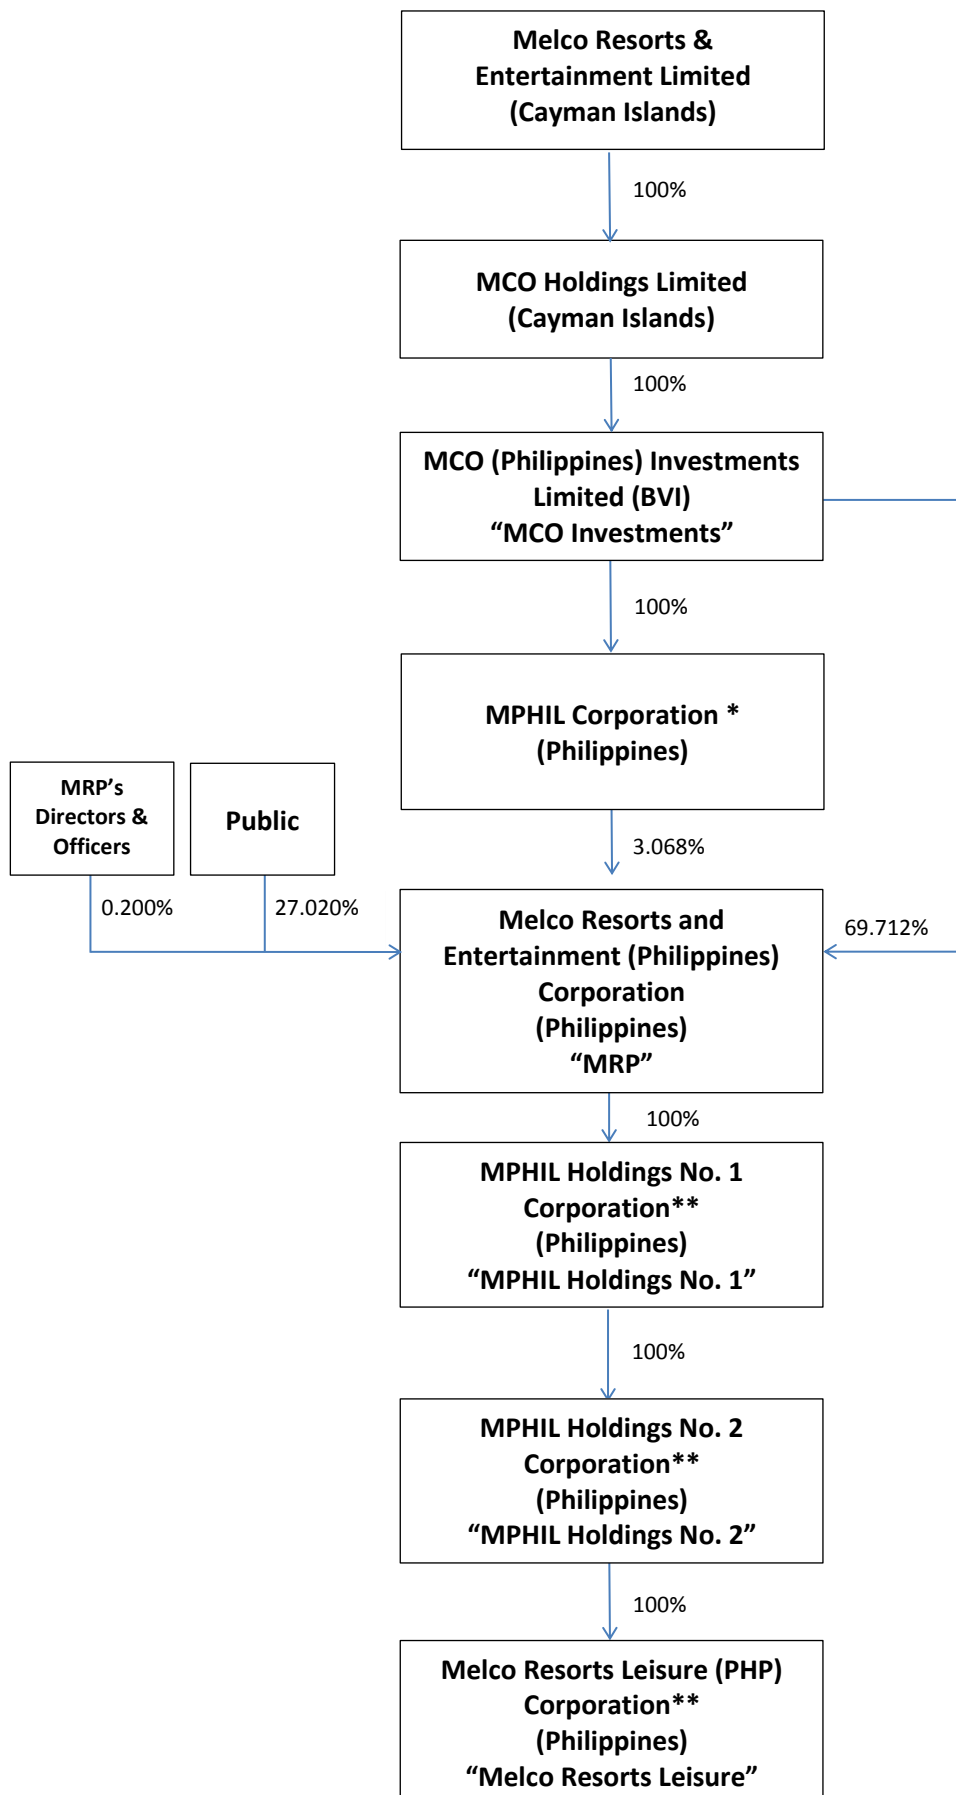 Melco Resorts &
Entertainment Limited
(Cayman Islands)
100%
MCO Holdings Limited
(Cayman Islands)
100%
MCO (Philippines) Investments
Limited (BVI)
“MCO Investments”
100%
MPHIL Corporation *
(Philippines)
MRP’s
Directors &
Officers
Public
3.068%
0.200%
27.020%
69.712%
Melco Resorts and
Entertainment (Philippines)
Corporation
(Philippines)
“MRP”
100%
MPHIL Holdings No. 1
Corporation**
(Philippines)
“MPHIL Holdings No. 1”
100%
MPHIL Holdings No. 2
Corporation**
(Philippines)
“MPHIL Holdings No. 2”
100%
Melco Resorts Leisure (PHP)
Corporation**
(Philippines)
“Melco Resorts Leisure”